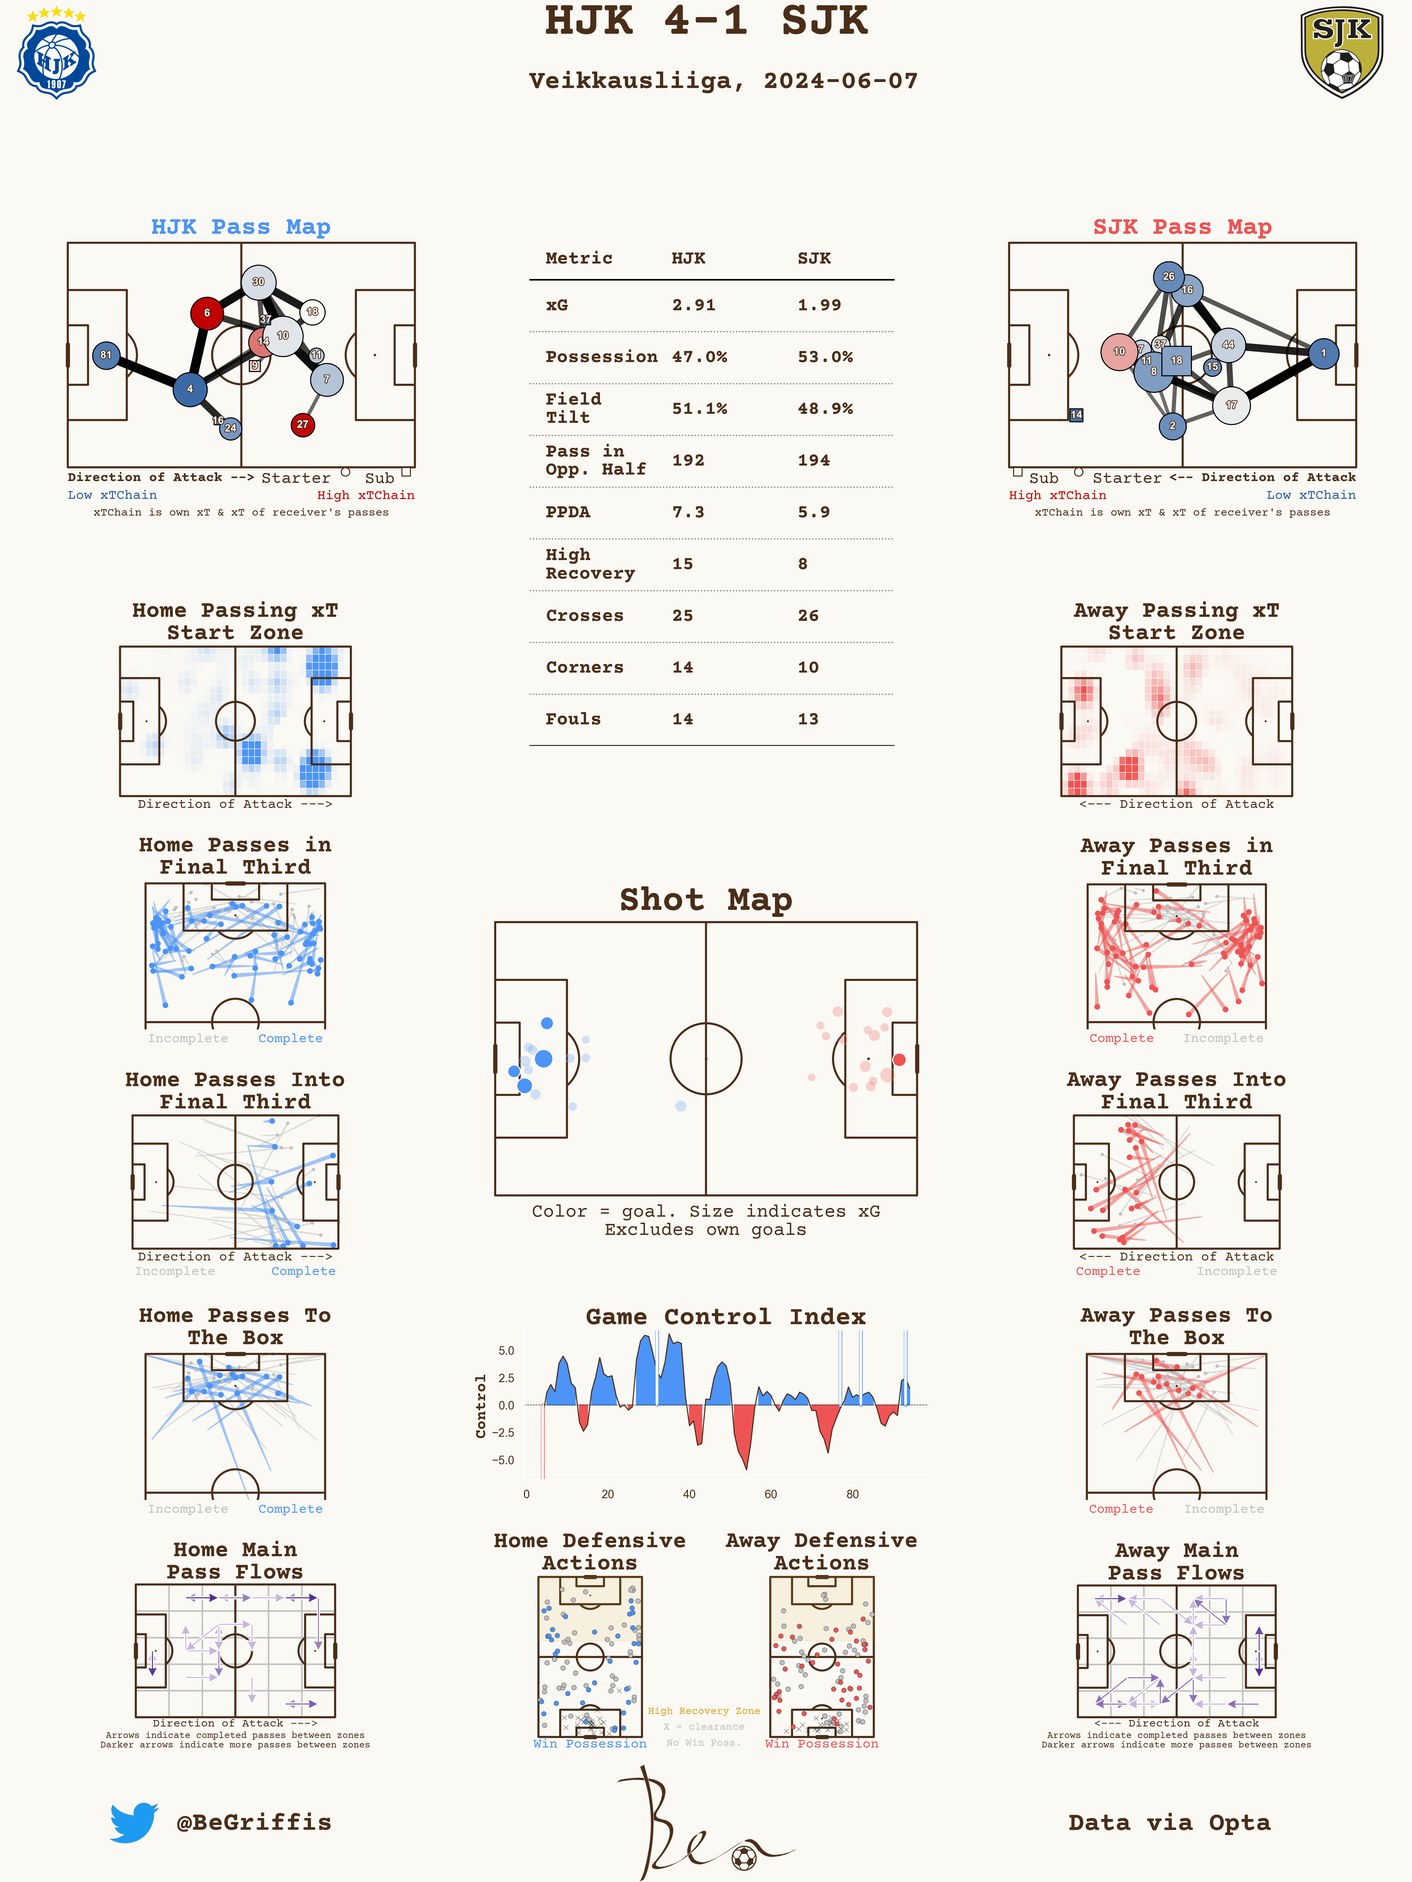 HJK 4-1 SJK
Veikkausliiga, 2024-06-07
HJK
1907
SJK
HJK Pass Map
30
6
18
37
10
14
11
81
9
7
4
16
24
27
Direction of Attack --> Starter Sub
Low xTChain High xTChain
xTChain is own xT & xT of receiver's passes
Metric HJK SJK
xG 2.91 1.99
Possession 47.0% 53.0%
Field
Tilt 51.1% 48.9%
Pass in
Opp. Half 192 194
PPDA 7.3 5.9
High
Recovery 15 8
Crosses 25 26
Corners 14 10
Fouls 14 13
SJK Pass Map
26
16
10
7
37
44
1
11
18
8
15
17
14
2
Sub Starter <-- Direction of Attack
High xTChain Low xTChain
xTChain is own xT & xT of receiver's passes
Home Passing xT
Start Zone
Direction of Attack --->
Away Passing xT
Start Zone
<--- Direction of Attack
Home Passes in
Final Third
Incomplete Complete
Away Passes in
Final Third
Complete Incomplete
Shot Map
Color = goal. Size indicates xG
Excludes own goals
Home Passes Into
Final Third
Direction of Attack --->
Incomplete Complete
Away Passes Into
Final Third
<--- Direction of Attack
Complete Incomplete
Home Passes To
The Box
Incomplete Complete
Game Control Index
Control
5.0
2.5
0.0
−2.5
−5.0
0 20 40 60 80
Away Passes To
The Box
Complete Incomplete
Home Main
Pass Flows
Direction of Attack --->
Arrows indicate completed passes between zones
Darker arrows indicate more passes between zones
Home Defensive
Actions
Win Possession
High Recovery Zone
X = clearance
No Win Poss.
Away Defensive
Actions
Win Possession
Away Main
Pass Flows
<--- Direction of Attack
Arrows indicate completed passes between zones
Darker arrows indicate more passes between zones
@BeGriffis
Ben
Data via Opta